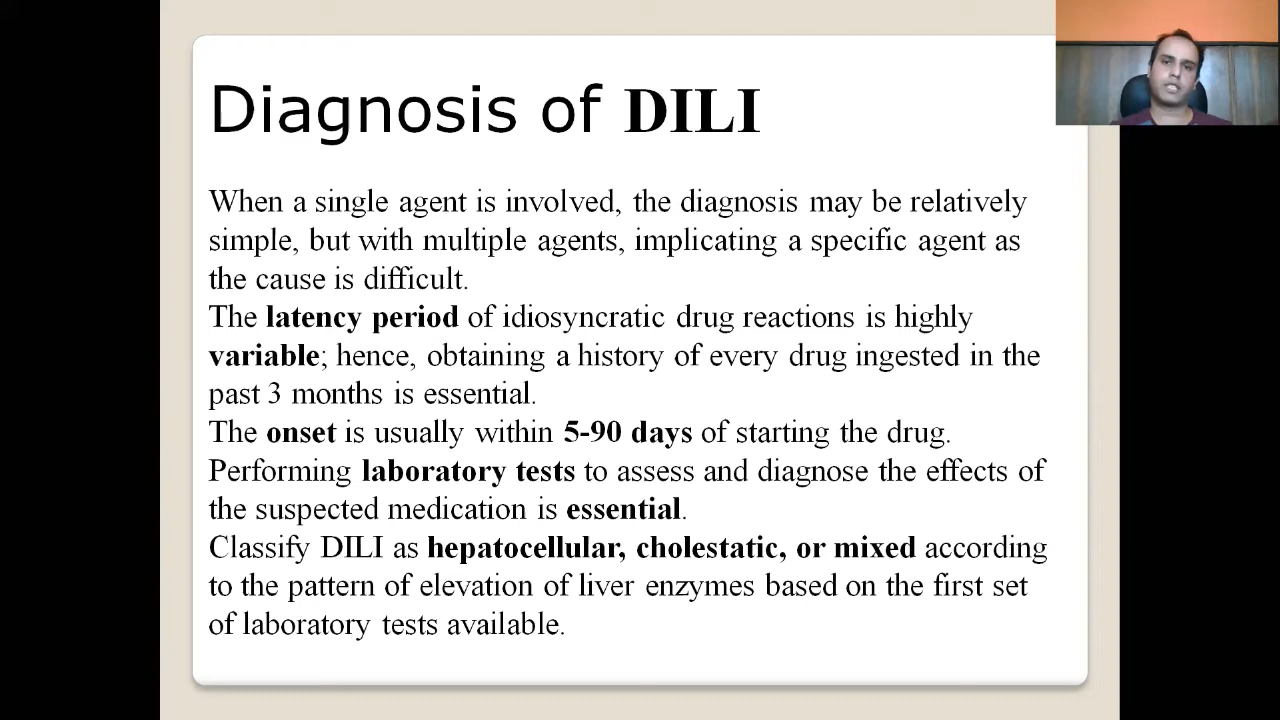 Diagnosis of DILI
When a single agent is involved, the diagnosis may be relatively
simple, but with multiple agents, implicating a specific agent as
the cause is difficult.
The latency period of idiosyncratic drug reactions is highly
variable; hence, obtaining a history of every drug ingested in the
past 3 months is essential.
The onset is usually within 5-90 days of starting the drug.
Performing laboratory tests to assess and diagnose the effects of
the suspected medication is essential.
Classify DILI as hepatocellular, cholestatic, or mixed according
to the pattern of elevation of liver enzymes based on the first set
of laboratory tests available.